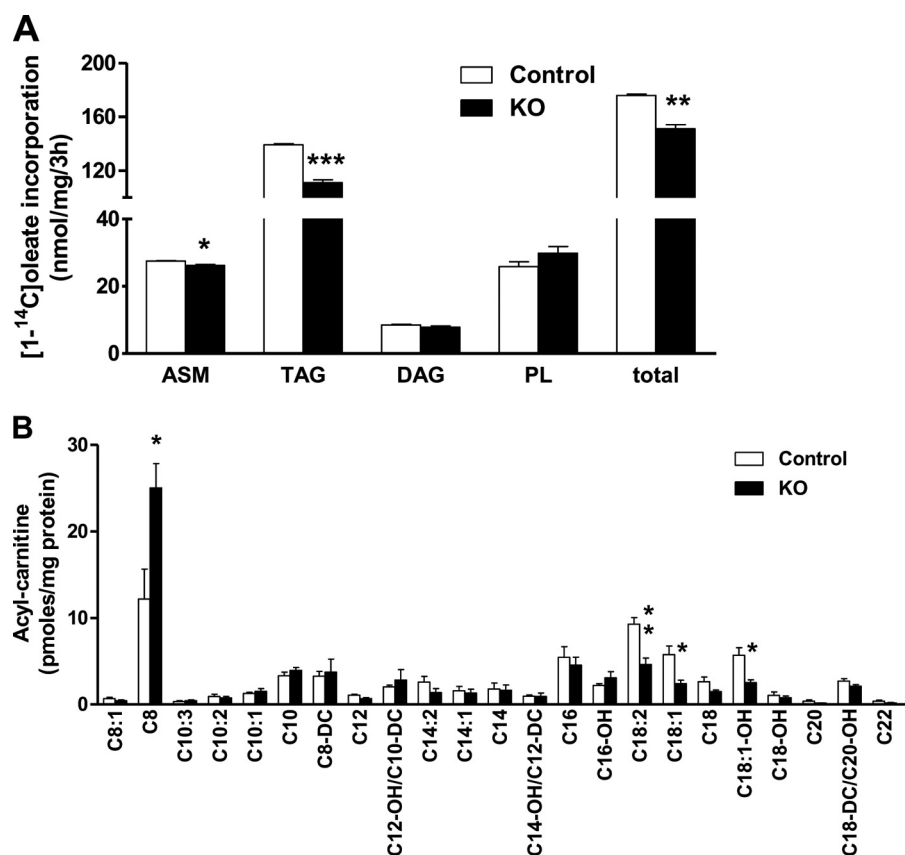 A
[1-¹⁴C]oleate incorporation
(nmol/mg/3h)
200
160
120
40
20
0
Control
KO
*
***
**
ASM TAG DAG PL total
B
Acyl-carnitine
(pmoles/mg protein)
30
20
10
0
Control
KO
*
*
*
*
*
C8:1
C8
C10:3
C10:2
C10:1
C10
C8-DC
C12
C12-OH/C10-DC
C14:2
C14:1
C14
C14-OH/C12-DC
C16
C16-OH
C18:2
C18:1
C18
C18:1-OH
C18-OH
C20
C18-DC/C20-OH
C22